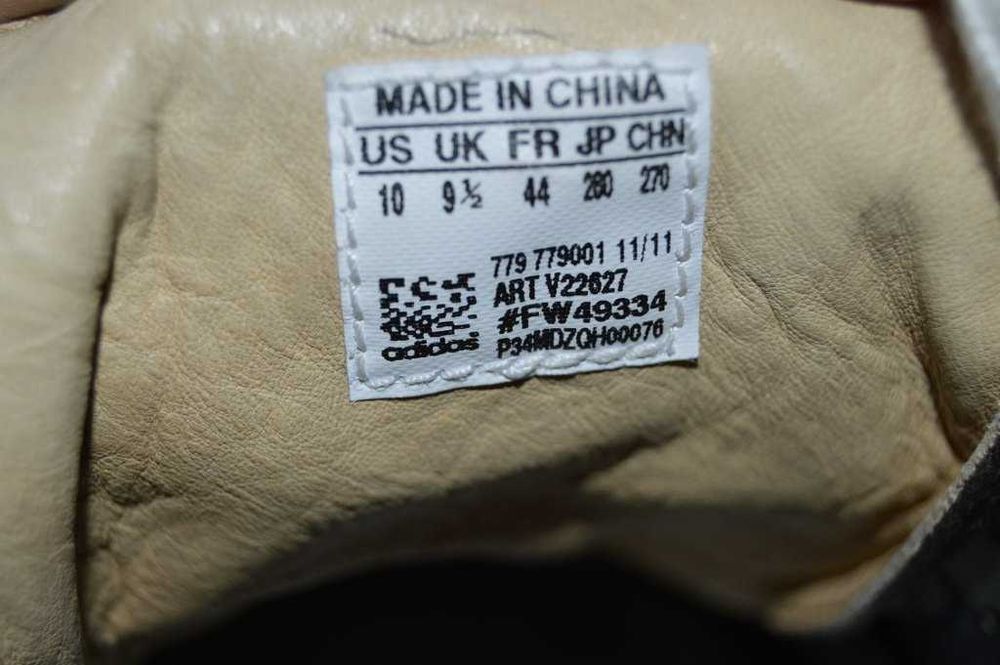 MADE IN CHINA
US UK FR JP CHN
10 9½ 44 280 270
779 779001 11/11
ART V22627
#FW49334
P34MDZQH00076
adidas